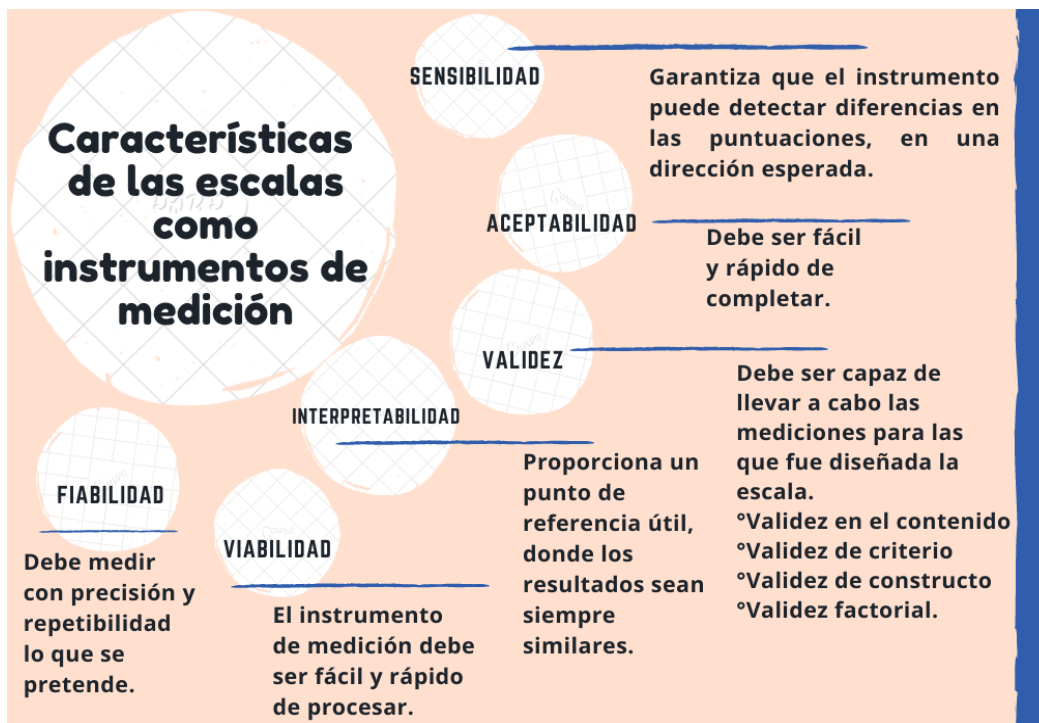 Características
de las escalas
como
instrumentos de
medición
SENSIBILIDAD
Garantiza que el instrumento
puede detectar diferencias en
las puntuaciones, en una
dirección esperada.
ACEPTABILIDAD
Debe ser fácil
y rápido de
completar.
VALIDEZ
Debe ser capaz de
llevar a cabo las
mediciones para las
que fue diseñada la
escala.
°Validez en el contenido
°Validez de criterio
°Validez de constructo
°Validez factorial.
INTERPRETABILIDAD
Proporciona un
punto de
referencia útil,
donde los
resultados sean
siempre
similares.
VIABILIDAD
El instrumento
de medición debe
ser fácil y rápido
de procesar.
FIABILIDAD
Debe medir
con precisión y
repetibilidad
lo que se
pretende.